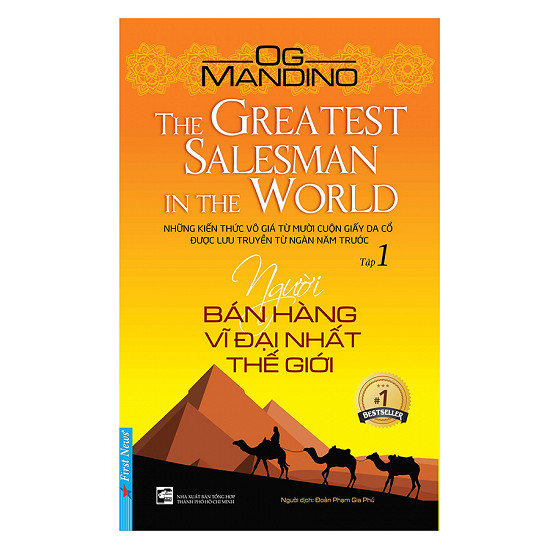 OG
MANDINO
THE GREATEST
SALESMAN
IN THE WORLD
NHỮNG KIẾN THỨC VÔ GIÁ TỪ MƯỜI CUỘN GIẤY DA CỔ
ĐƯỢC LƯU TRUYỀN TỪ NGÀN NĂM TRƯỚC
Tập 1
Người
BÁN HÀNG
VĨ ĐẠI NHẤT
THẾ GIỚI
#1
BESTSELLER
First News
NHÀ XUẤT BẢN TỔNG HỢP
THÀNH PHỐ HỒ CHÍ MINH
Người dịch: Đoàn Phạm Gia Phú